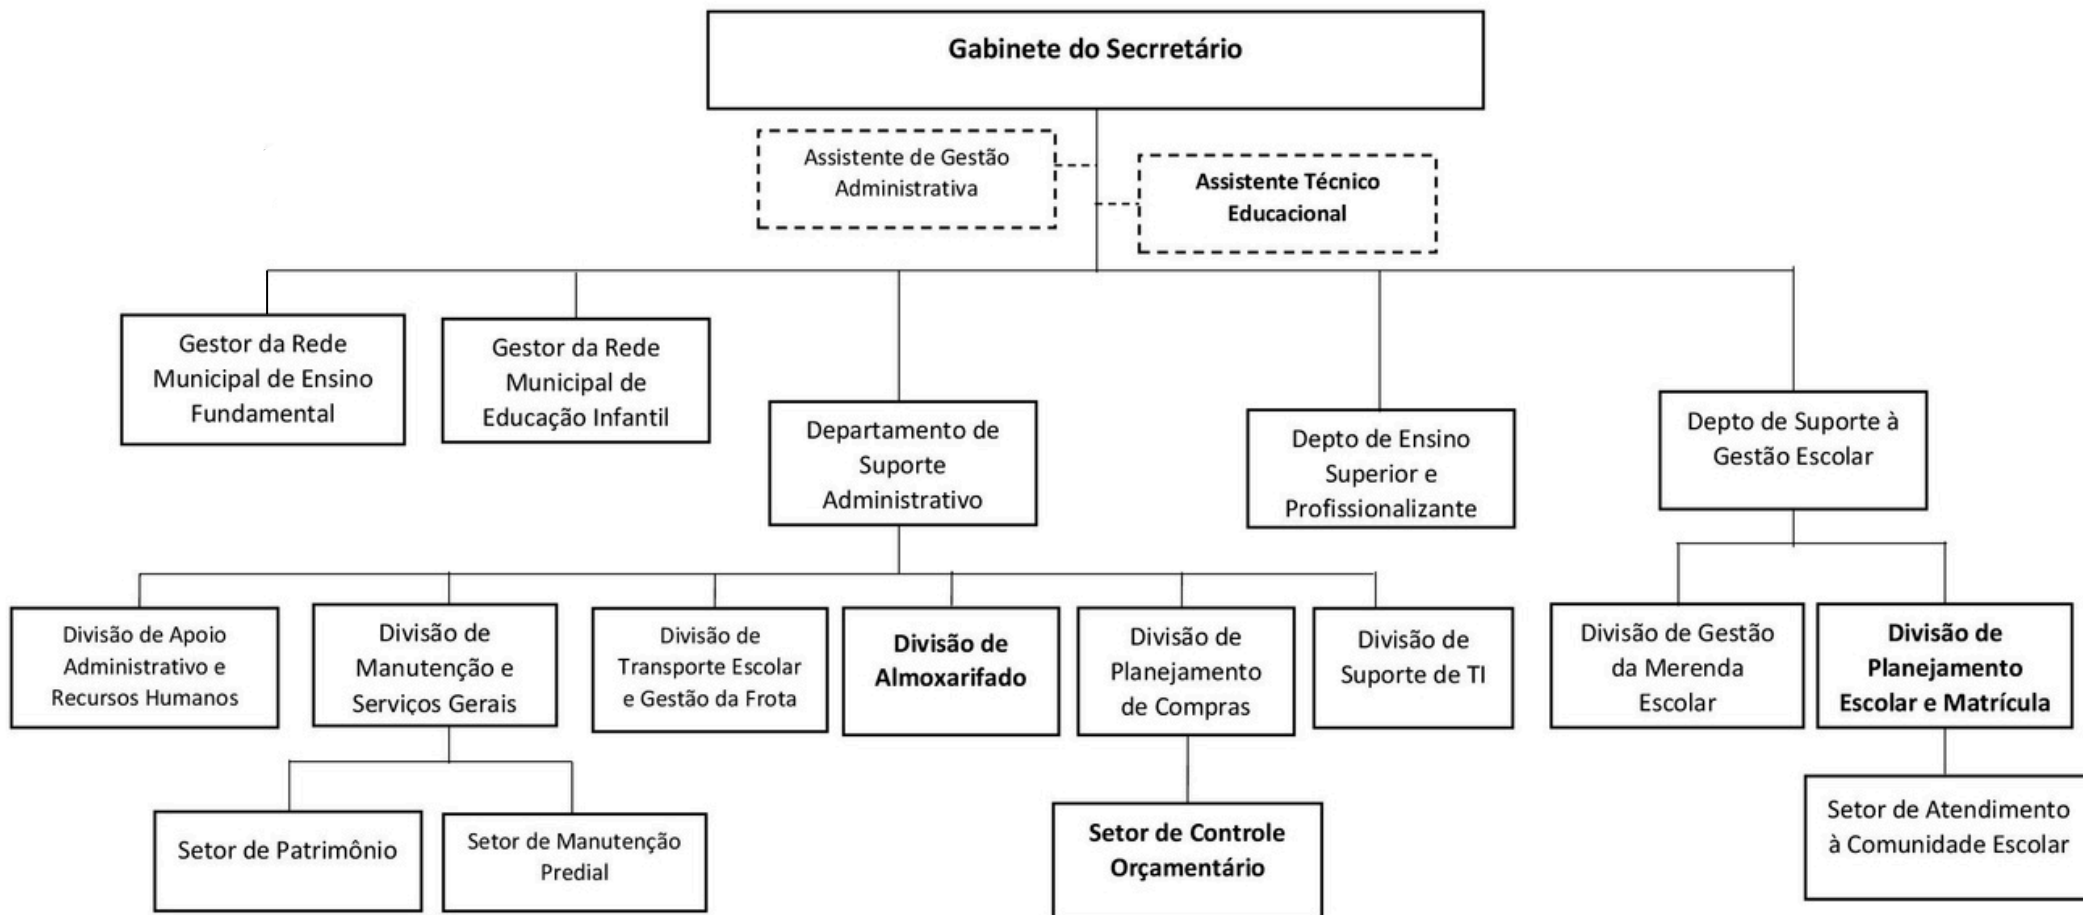 Gabinete do Secrretário
Assistente de Gestão
Administrativa
Assistente Técnico
Educacional
Gestor da Rede
Municipal de Ensino
Fundamental
Gestor da Rede
Municipal de
Educação Infantil
Departamento de
Suporte
Administrativo
Depto de Ensino
Superior e
Profissionalizante
Depto de Suporte à
Gestão Escolar
Divisão de Apoio
Administrativo e
Recursos Humanos
Divisão de
Manutenção e
Serviços Gerais
Divisão de
Transporte Escolar
e Gestão da Frota
Divisão de
Almoxarifado
Divisão de
Planejamento
de Compras
Divisão de
Suporte de TI
Divisão de Gestão
da Merenda
Escolar
Divisão de
Planejamento
Escolar e Matrícula
Setor de Patrimônio
Setor de Manutenção
Predial
Setor de Controle
Orçamentário
Setor de Atendimento
à Comunidade Escolar